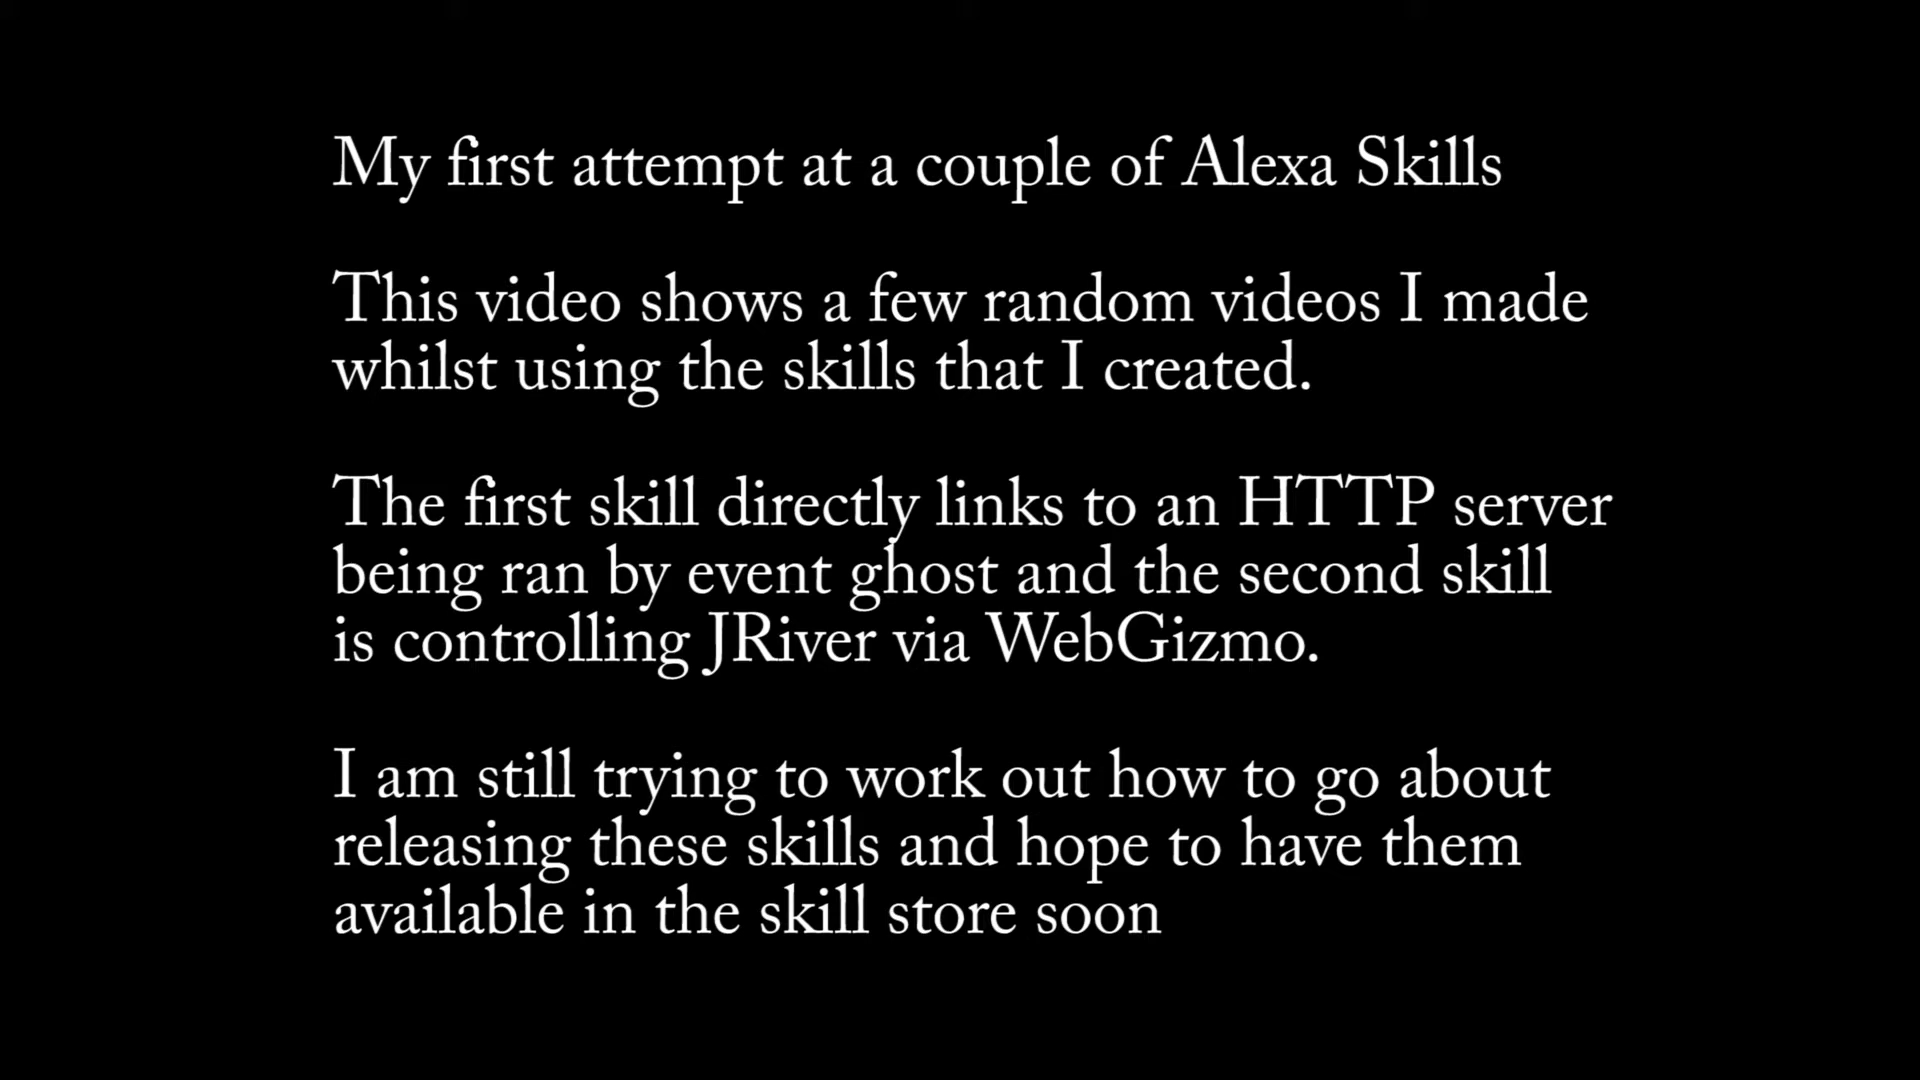 My first attempt at a couple of Alexa Skills
This video shows a few random videos I made
whilst using the skills that I created.
The first skill directly links to an HTTP server
being ran by event ghost and the second skill
is controlling JRiver via WebGizmo.
I am still trying to work out how to go about
releasing these skills and hope to have them
available in the skill store soon